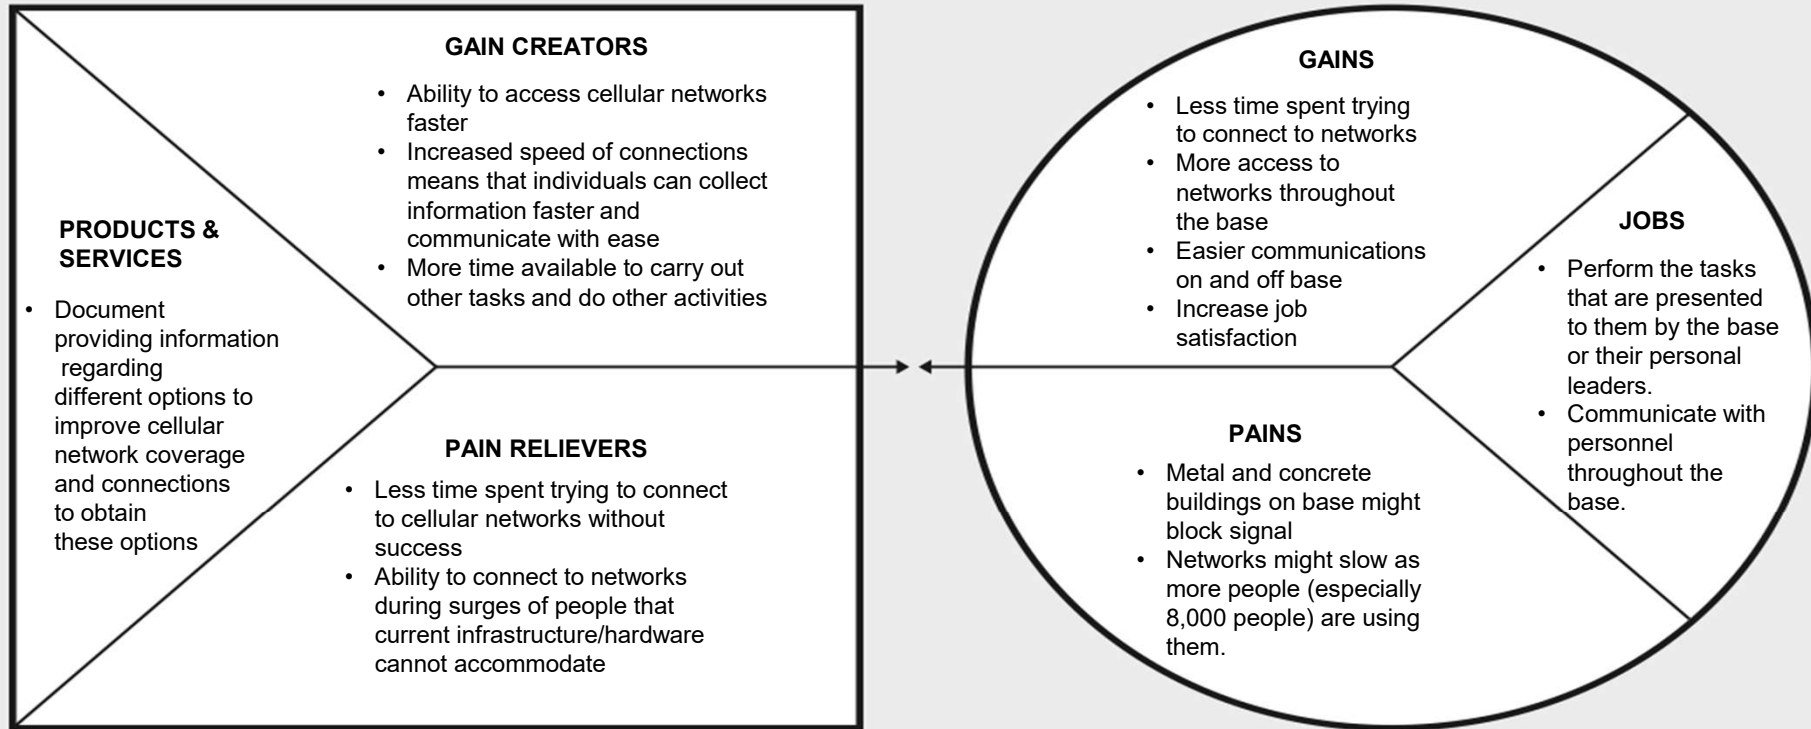 GAIN CREATORS
• Ability to access cellular networks
faster
• Increased speed of connections
means that individuals can collect
information faster and
communicate with ease
• More time available to carry out
other tasks and do other activities
PRODUCTS &
SERVICES
• Document
providing information
regarding
different options to
improve cellular
network coverage
and connections
to obtain
these options
PAIN RELIEVERS
• Less time spent trying to connect
to cellular networks without
success
• Ability to connect to networks
during surges of people that
current infrastructure/hardware
cannot accommodate
GAINS
• Less time spent trying
to connect to networks
• More access to
networks throughout
the base
• Easier communications
on and off base
• Increase job
satisfaction
JOBS
• Perform the tasks
that are presented
to them by the base
or their personal
leaders.
• Communicate with
personnel
throughout the
base.
PAINS
• Metal and concrete
buildings on base might
block signal
• Networks might slow as
more people (especially
8,000 people) are using
them.